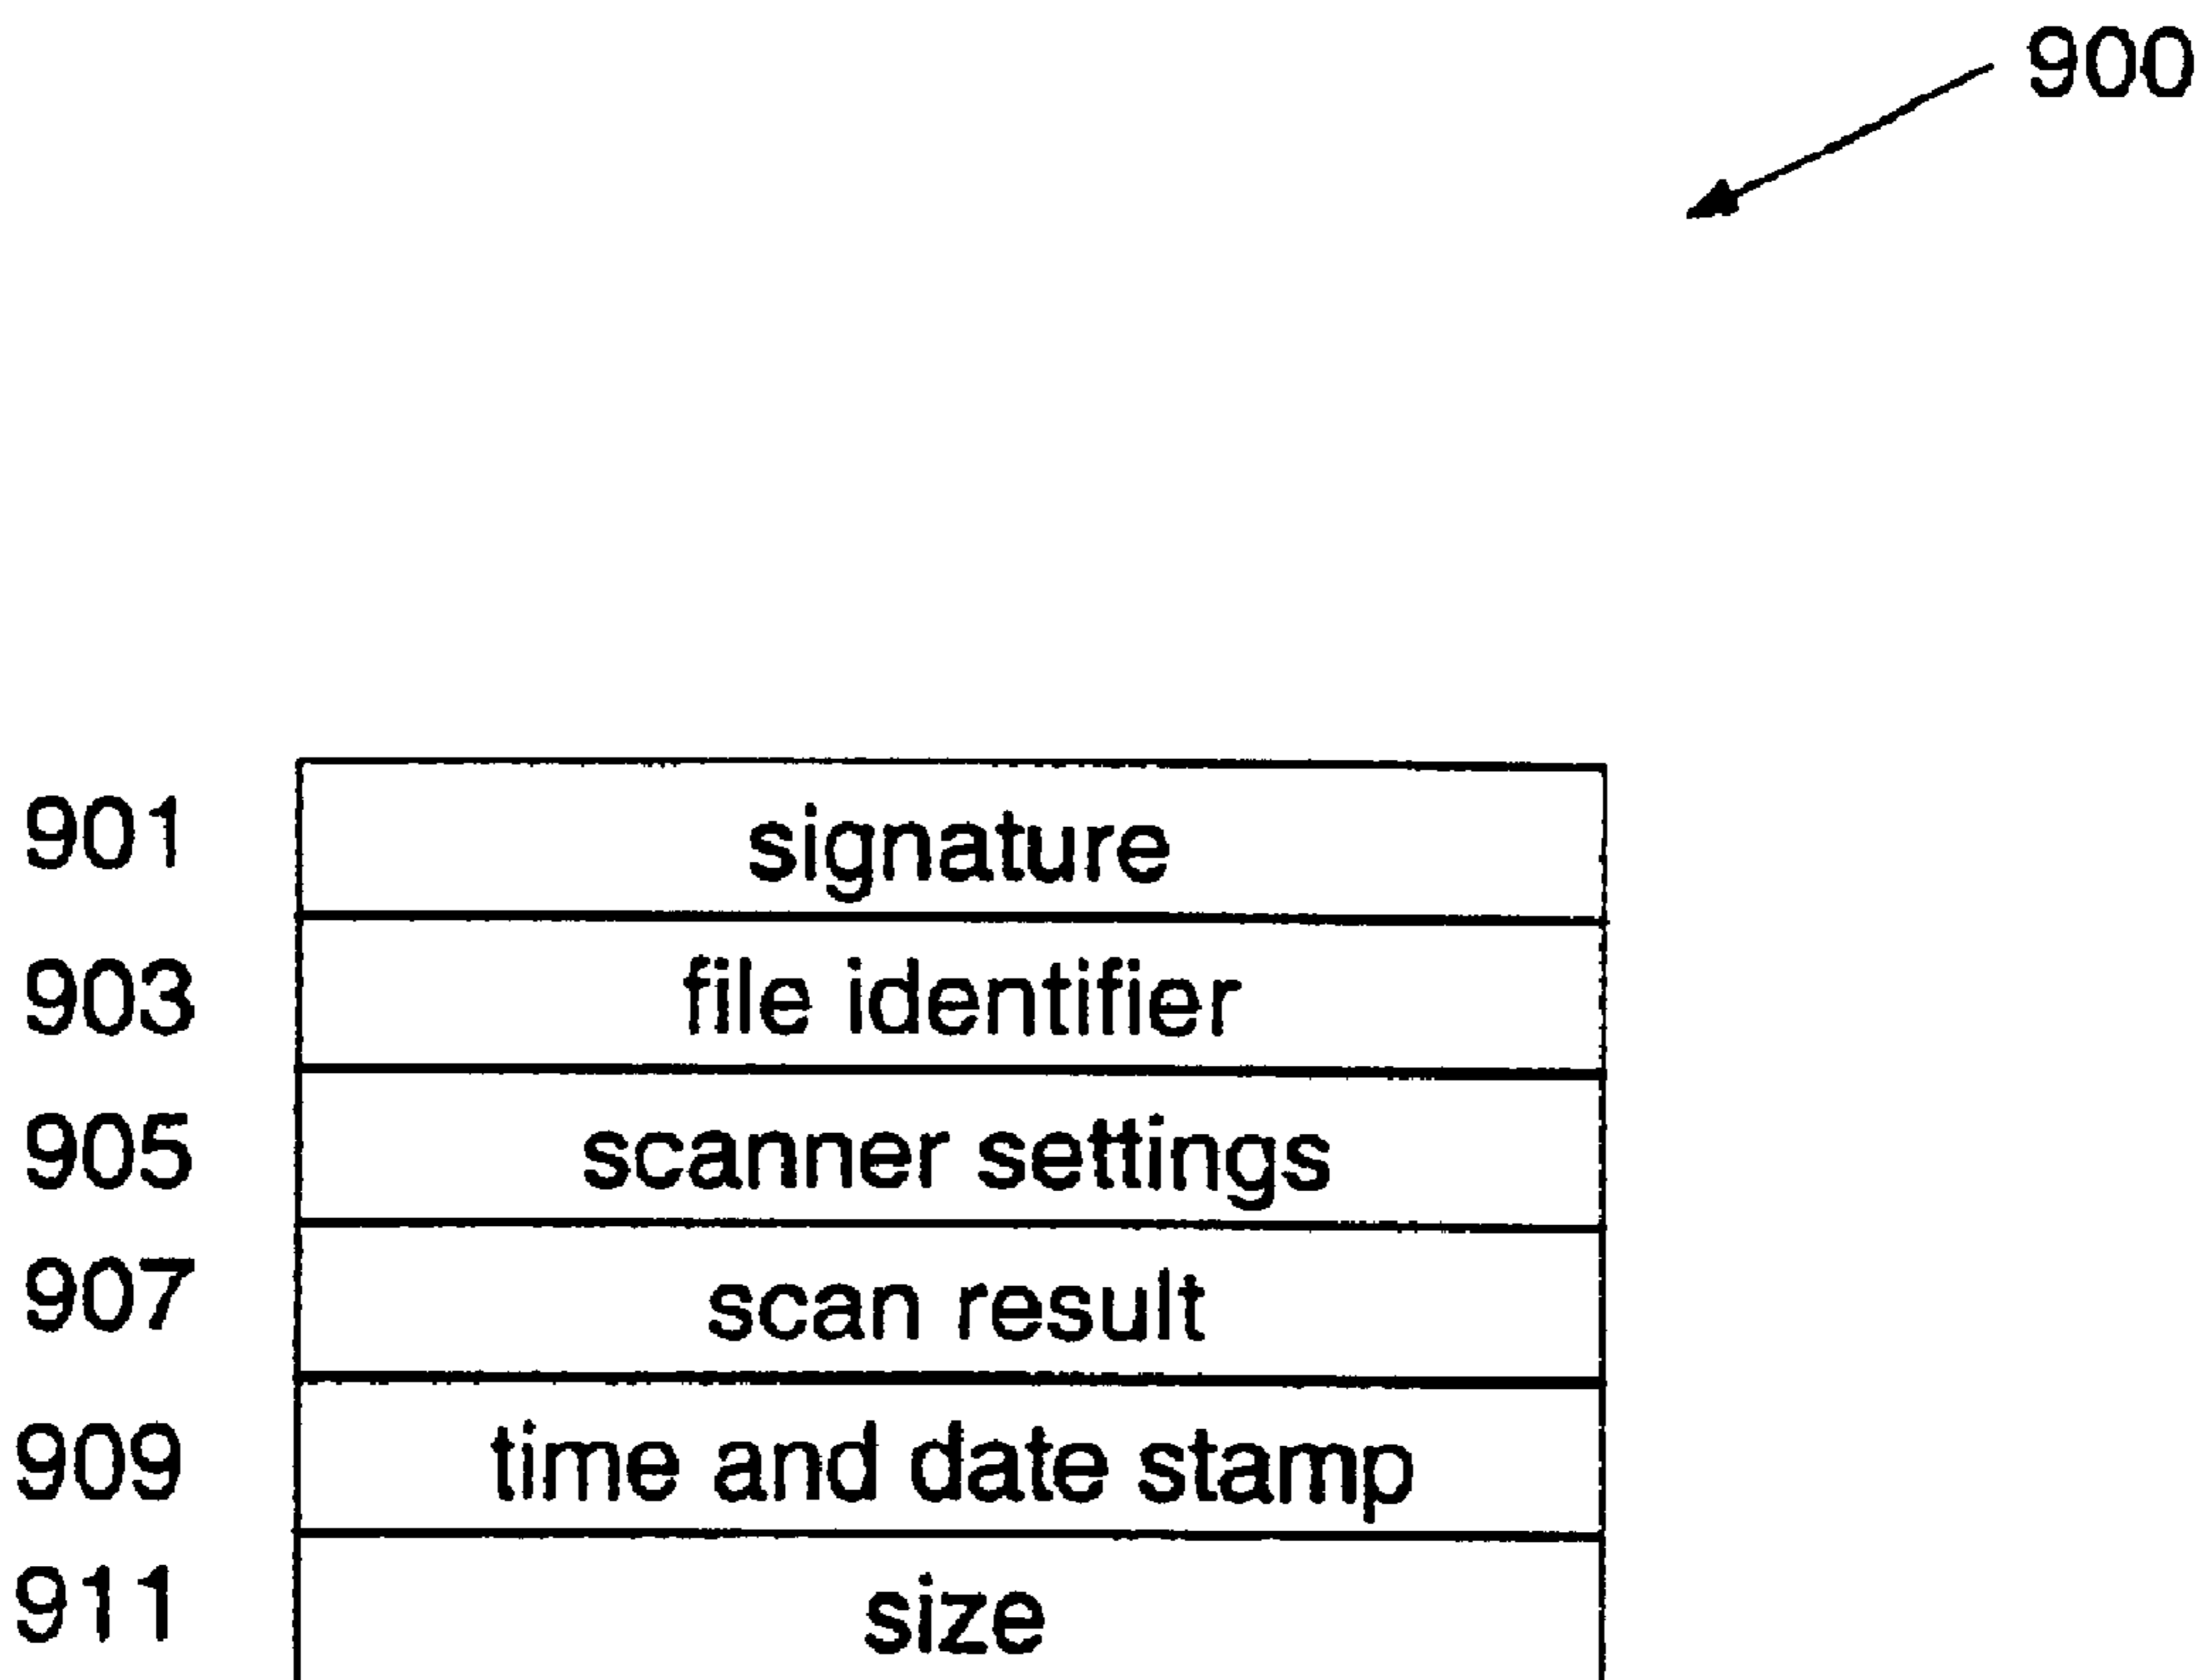 900
901 signature
903 file identifier
905 scanner settings
907 scan result
909 time and date stamp
911 size